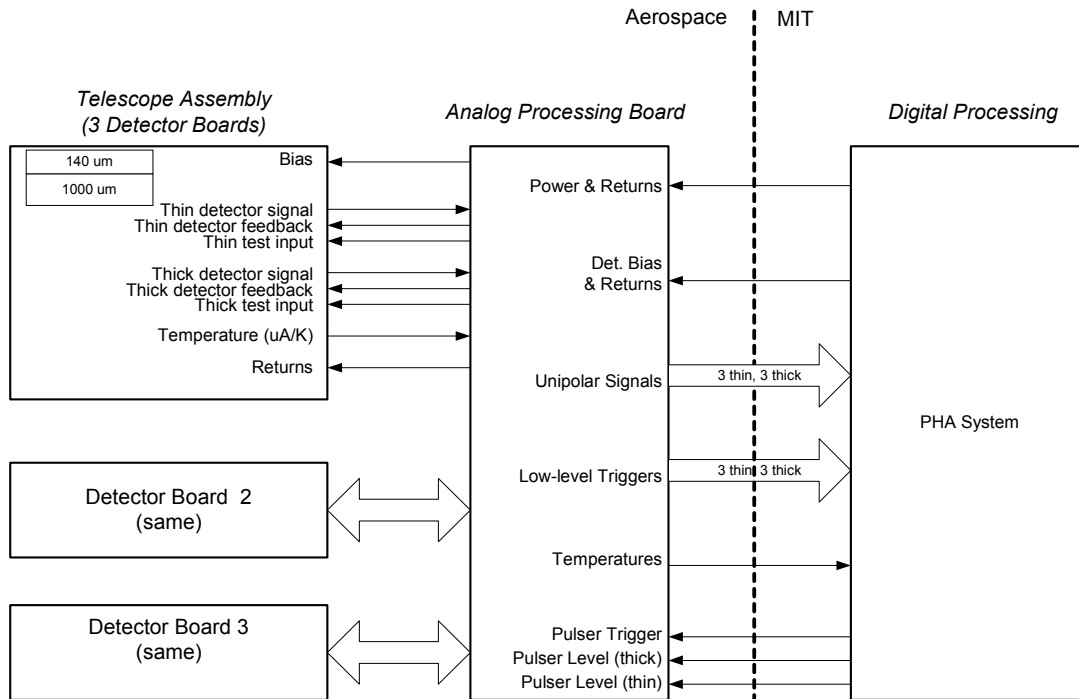 Aerospace
MIT
Telescope Assembly
(3 Detector Boards)
Analog Processing Board
Digital Processing
140 um
1000 um
Bias
Thin detector signal
Thin detector feedback
Thin test input
Thick detector signal
Thick detector feedback
Thick test input
Temperature (uA/K)
Returns
Detector Board 2
(same)
Detector Board 3
(same)
Power & Returns
Det. Bias
& Returns
Unipolar Signals
3 thin, 3 thick
Low-level Triggers
3 thin, 3 thick
Temperatures
Pulser Trigger
Pulser Level (thick)
Pulser Level (thin)
PHA System